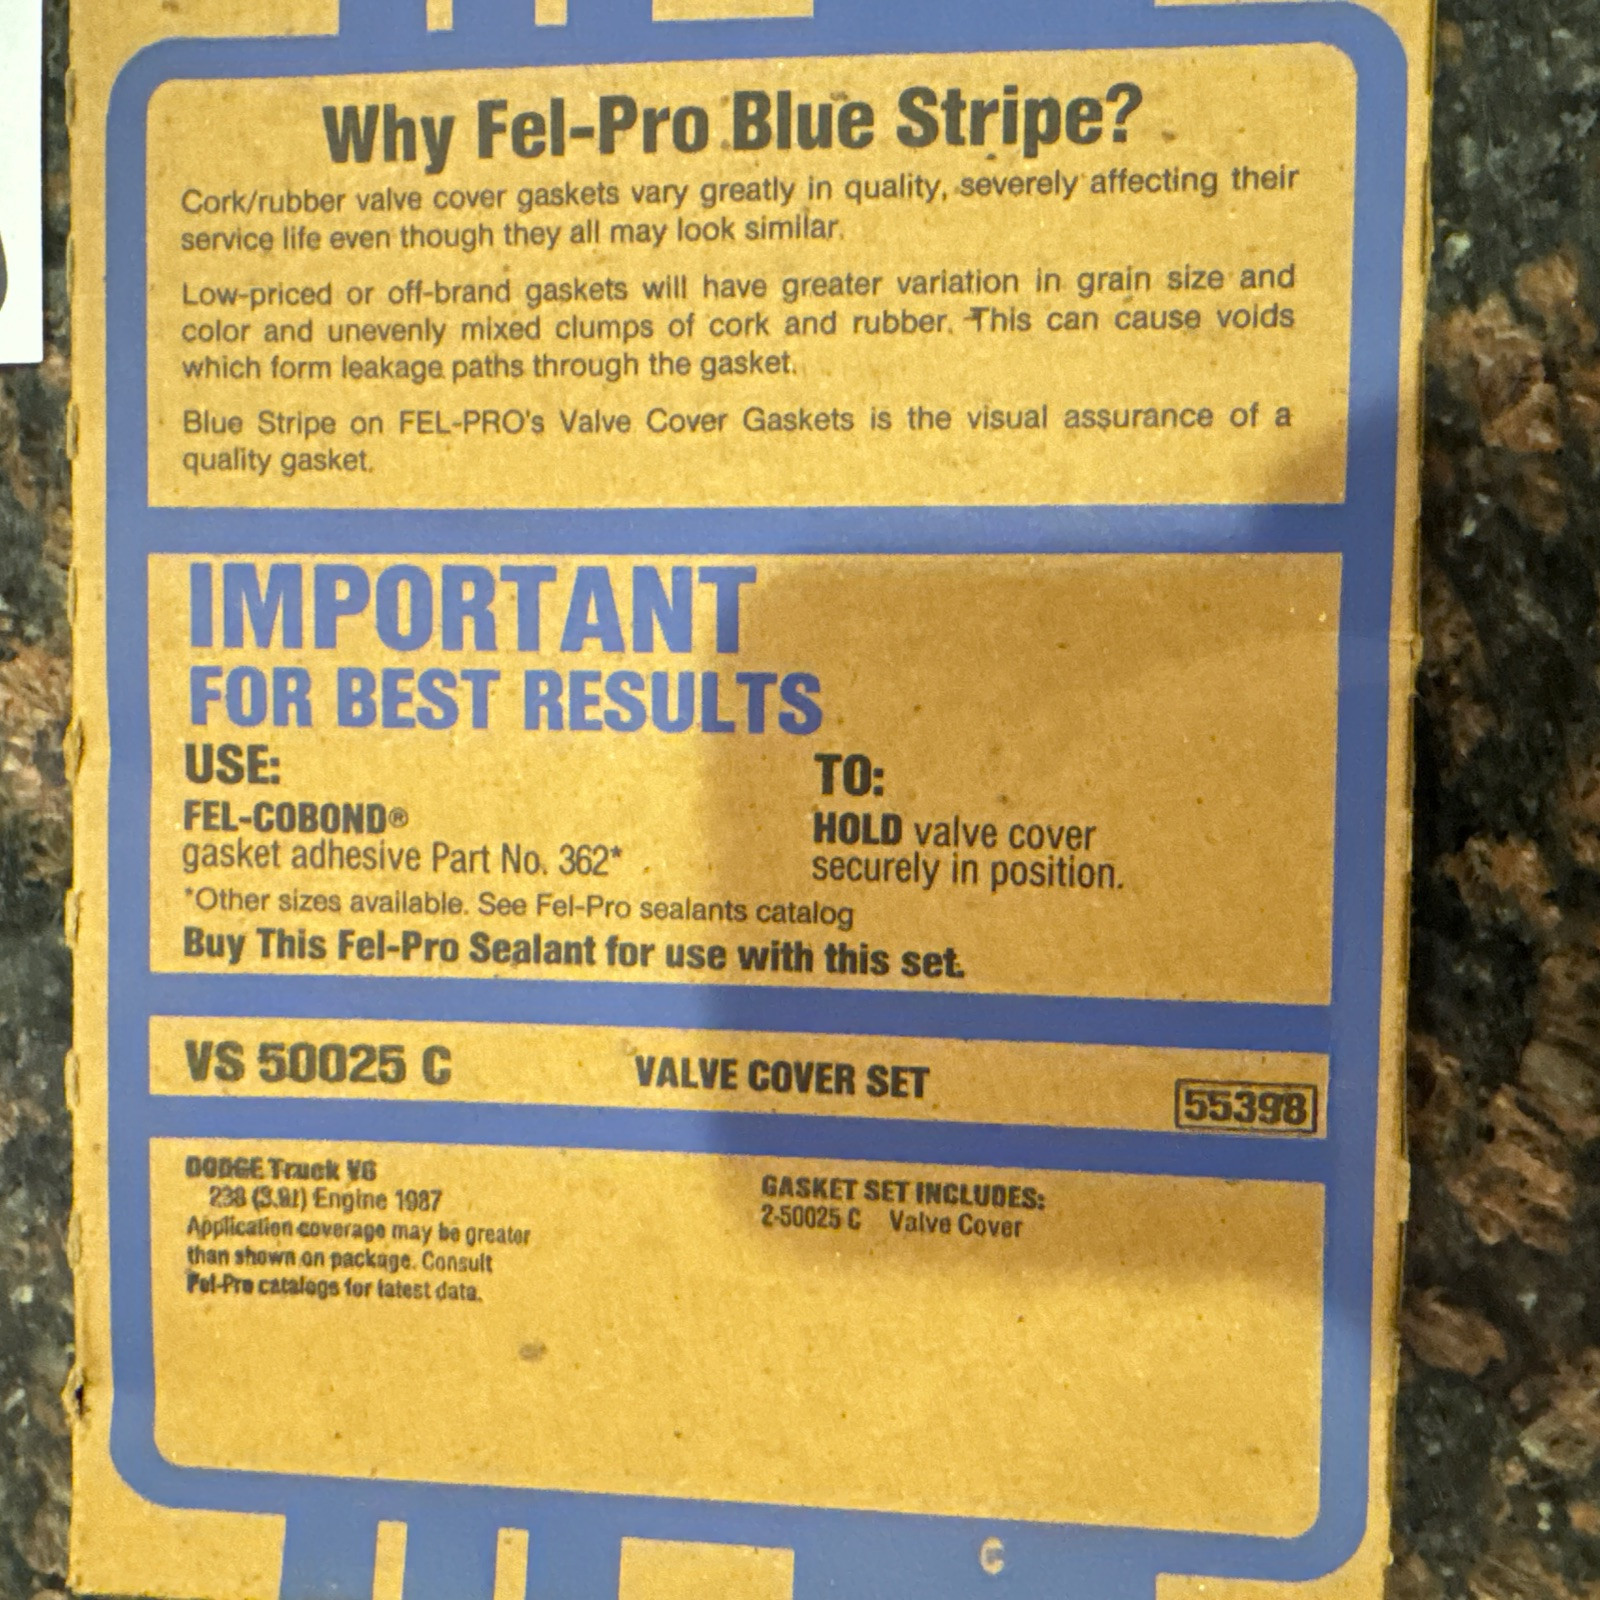 Why Fel-Pro Blue Stripe?
Cork/rubber valve cover gaskets vary greatly in quality, severely affecting their
service life even though they all may look similar.
Low-priced or off-brand gaskets will have greater variation in grain size and
color and unevenly mixed clumps of cork and rubber. This can cause voids
which form leakage paths through the gasket.
Blue Stripe on FEL-PRO's Valve Cover Gaskets is the visual assurance of a
quality gasket.
IMPORTANT
FOR BEST RESULTS
USE:
FEL-COBOND®
gasket adhesive Part No. 362*
TO:
HOLD valve cover
securely in position.
*Other sizes available. See Fel-Pro sealants catalog
Buy This Fel-Pro Sealant for use with this set.
VS 50025 C VALVE COVER SET 55398
DODGE Truck V6
238 (3.9l) Engine 1987
Application coverage may be greater
than shown on package. Consult
Fel-Pro catalogs for latest data.
GASKET SET INCLUDES:
2-50025 C Valve Cover
C